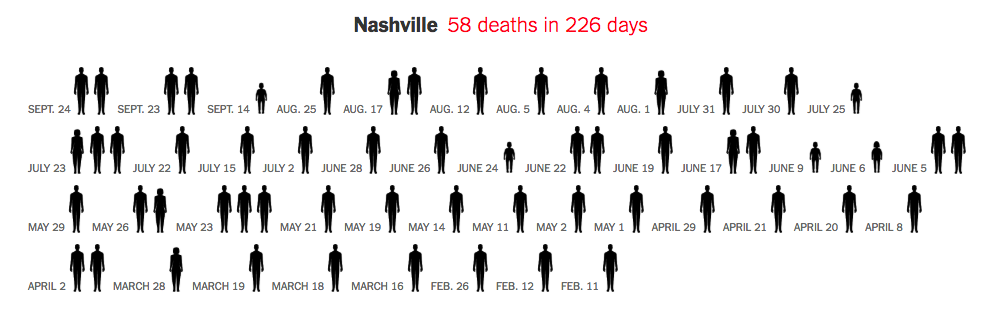 Nashville 58 deaths in 226 days
SEPT. 24 SEPT. 23 SEPT. 14 AUG. 25 AUG. 17 AUG. 12 AUG. 5 AUG. 4 AUG. 1 JULY 31 JULY 30 JULY 25
JULY 23 JULY 22 JULY 15 JULY 2 JUNE 28 JUNE 26 JUNE 24 JUNE 22 JUNE 19 JUNE 17 JUNE 9 JUNE 6 JUNE 5
MAY 29 MAY 26 MAY 23 MAY 21 MAY 19 MAY 14 MAY 11 MAY 2 MAY 1 APRIL 29 APRIL 21 APRIL 20 APRIL 8
APRIL 2 MARCH 28 MARCH 19 MARCH 18 MARCH 16 FEB. 26 FEB. 12 FEB. 11